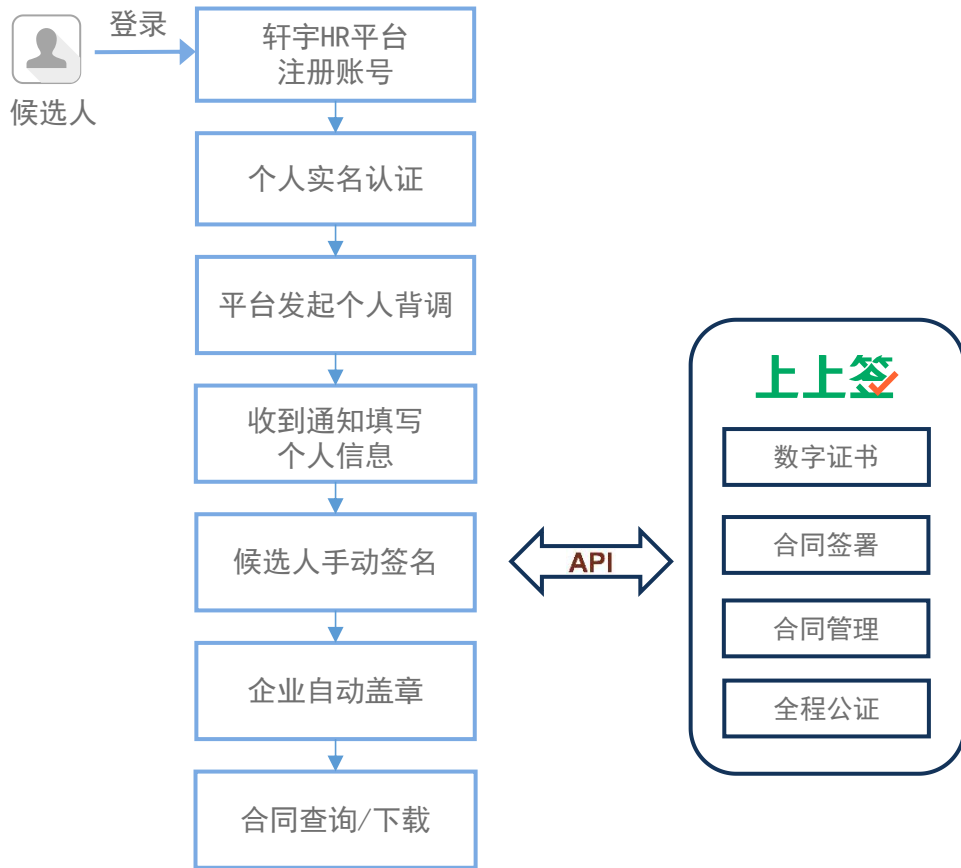 登录
候选人
轩宇HR平台
注册账号
个人实名认证
平台发起个人背调
收到通知填写
个人信息
候选人手动签名
企业自动盖章
合同查询/下载
API
上上签
数字证书
合同签署
合同管理
全程公证